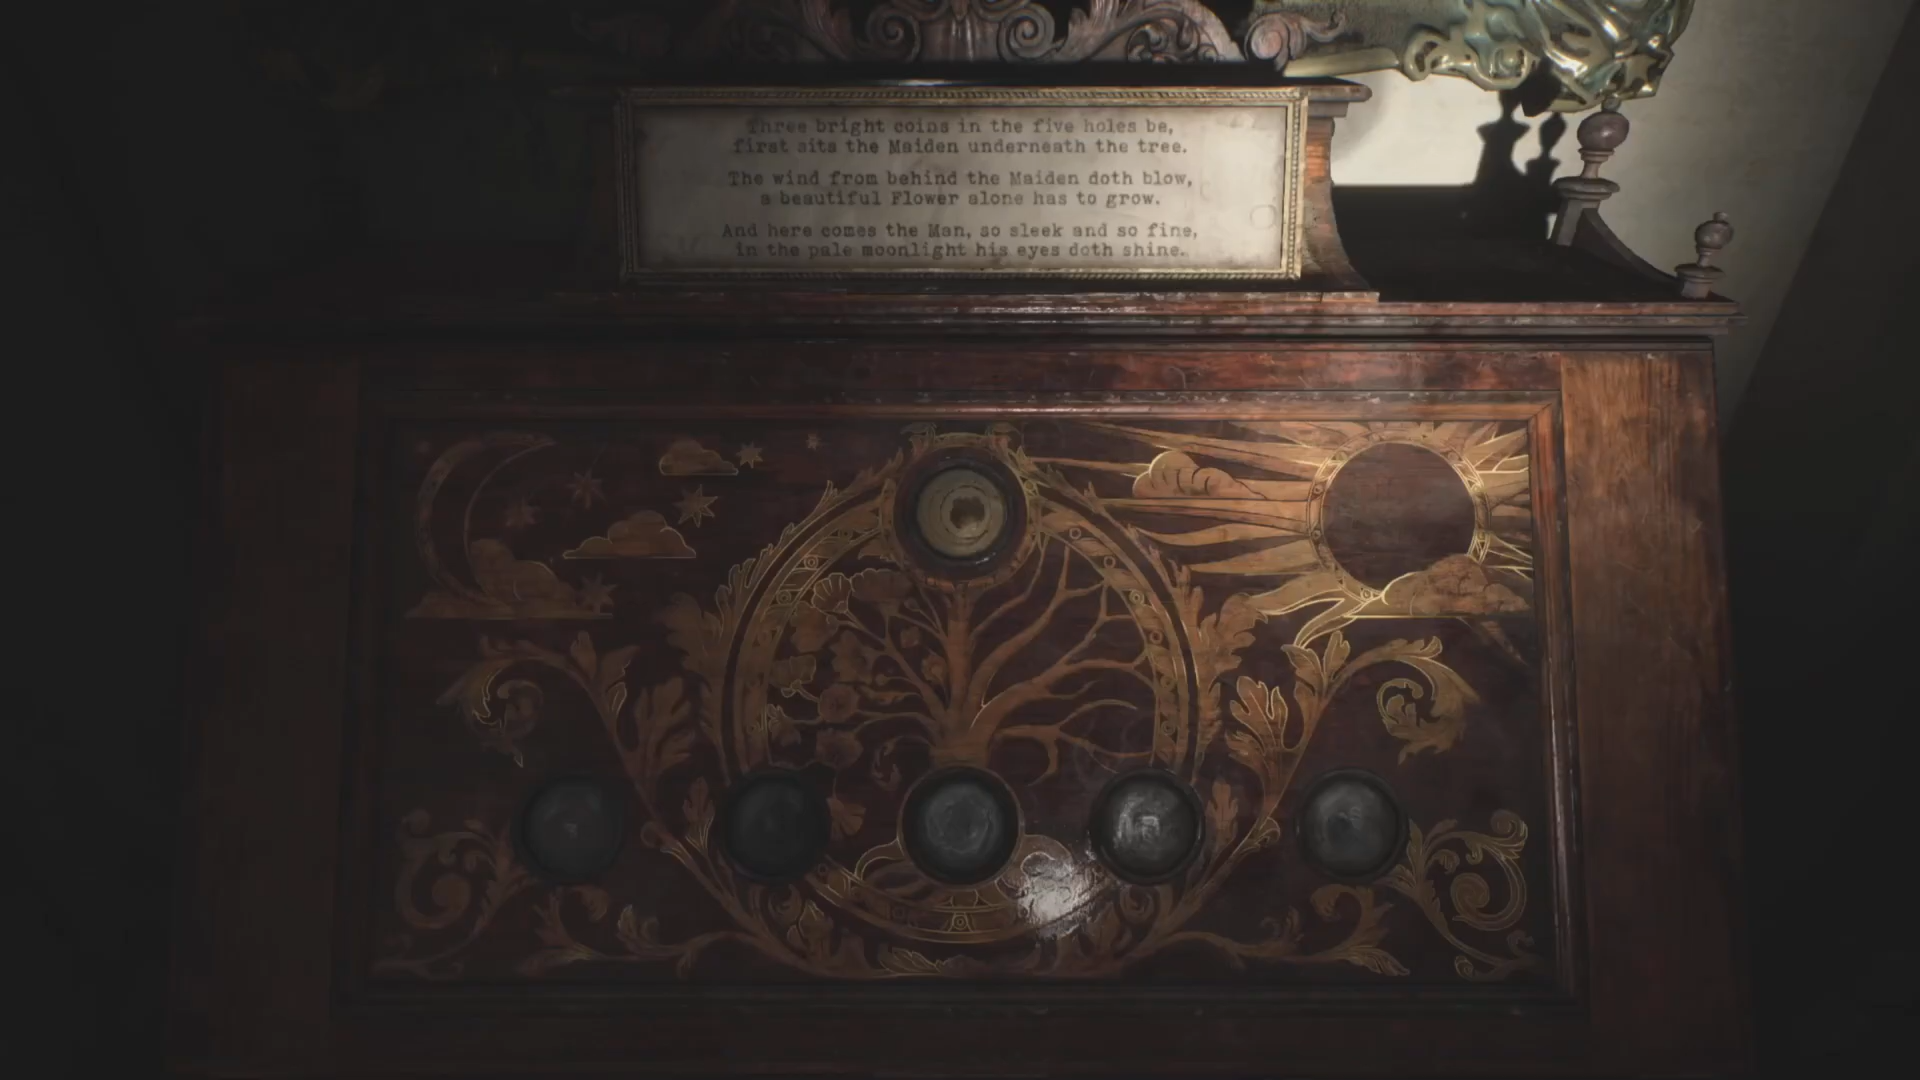 Three bright coins in the five holes be,
first sits the Maiden underneath the tree.
The wind from behind the Maiden doth blow,
a beautiful Flower alone has to grow.
And here comes the Man, so sleek and so fine,
in the pale moonlight his eyes doth shine.